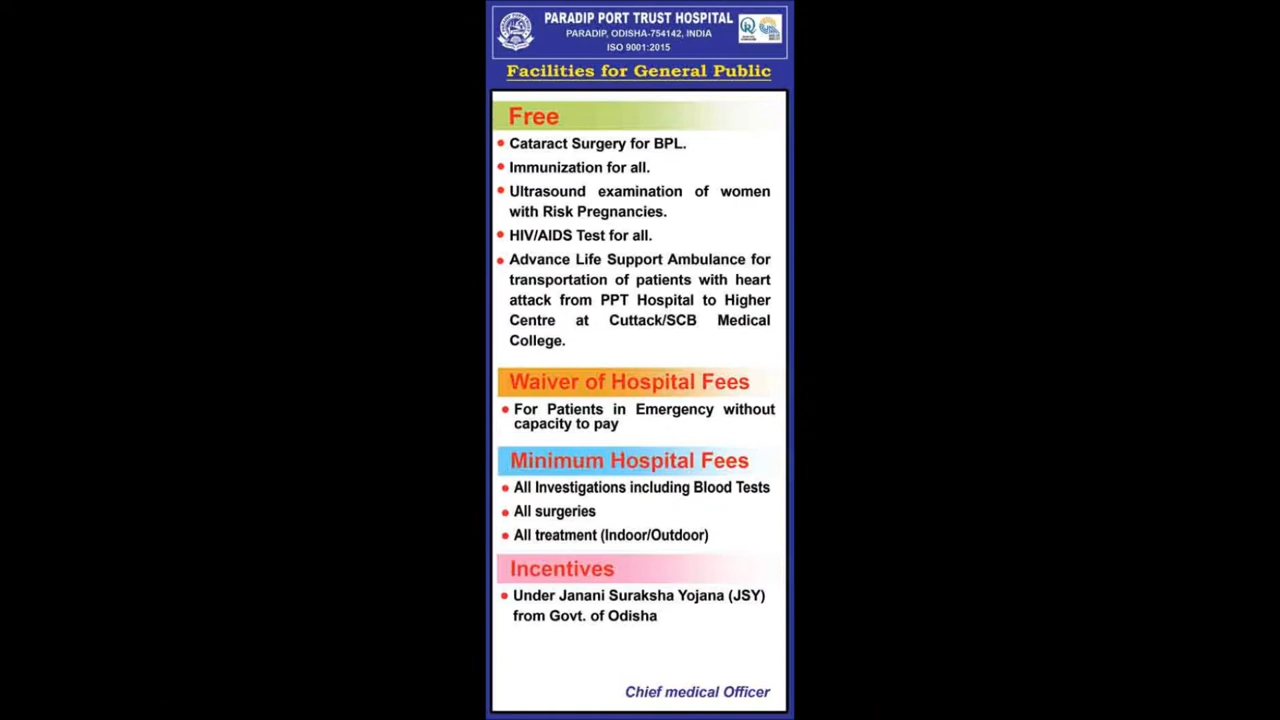 PARADIP PORT TRUST HOSPITAL
PARADIP, ODISHA-754142, INDIA
ISO 9001:2015
Facilities for General Public
Free
Cataract Surgery for BPL.
Immunization for all.
Ultrasound examination of women
with Risk Pregnancies.
HIV/AIDS Test for all.
Advance Life Support Ambulance for
transportation of patients with heart
attack from PPT Hospital to Higher
Centre at Cuttack/SCB Medical
College.
Waiver of Hospital Fees
For Patients in Emergency without
capacity to pay
Minimum Hospital Fees
All Investigations including Blood Tests
All surgeries
All treatment (Indoor/Outdoor)
Incentives
Under Janani Suraksha Yojana (JSY)
from Govt. of Odisha
Chief medical Officer